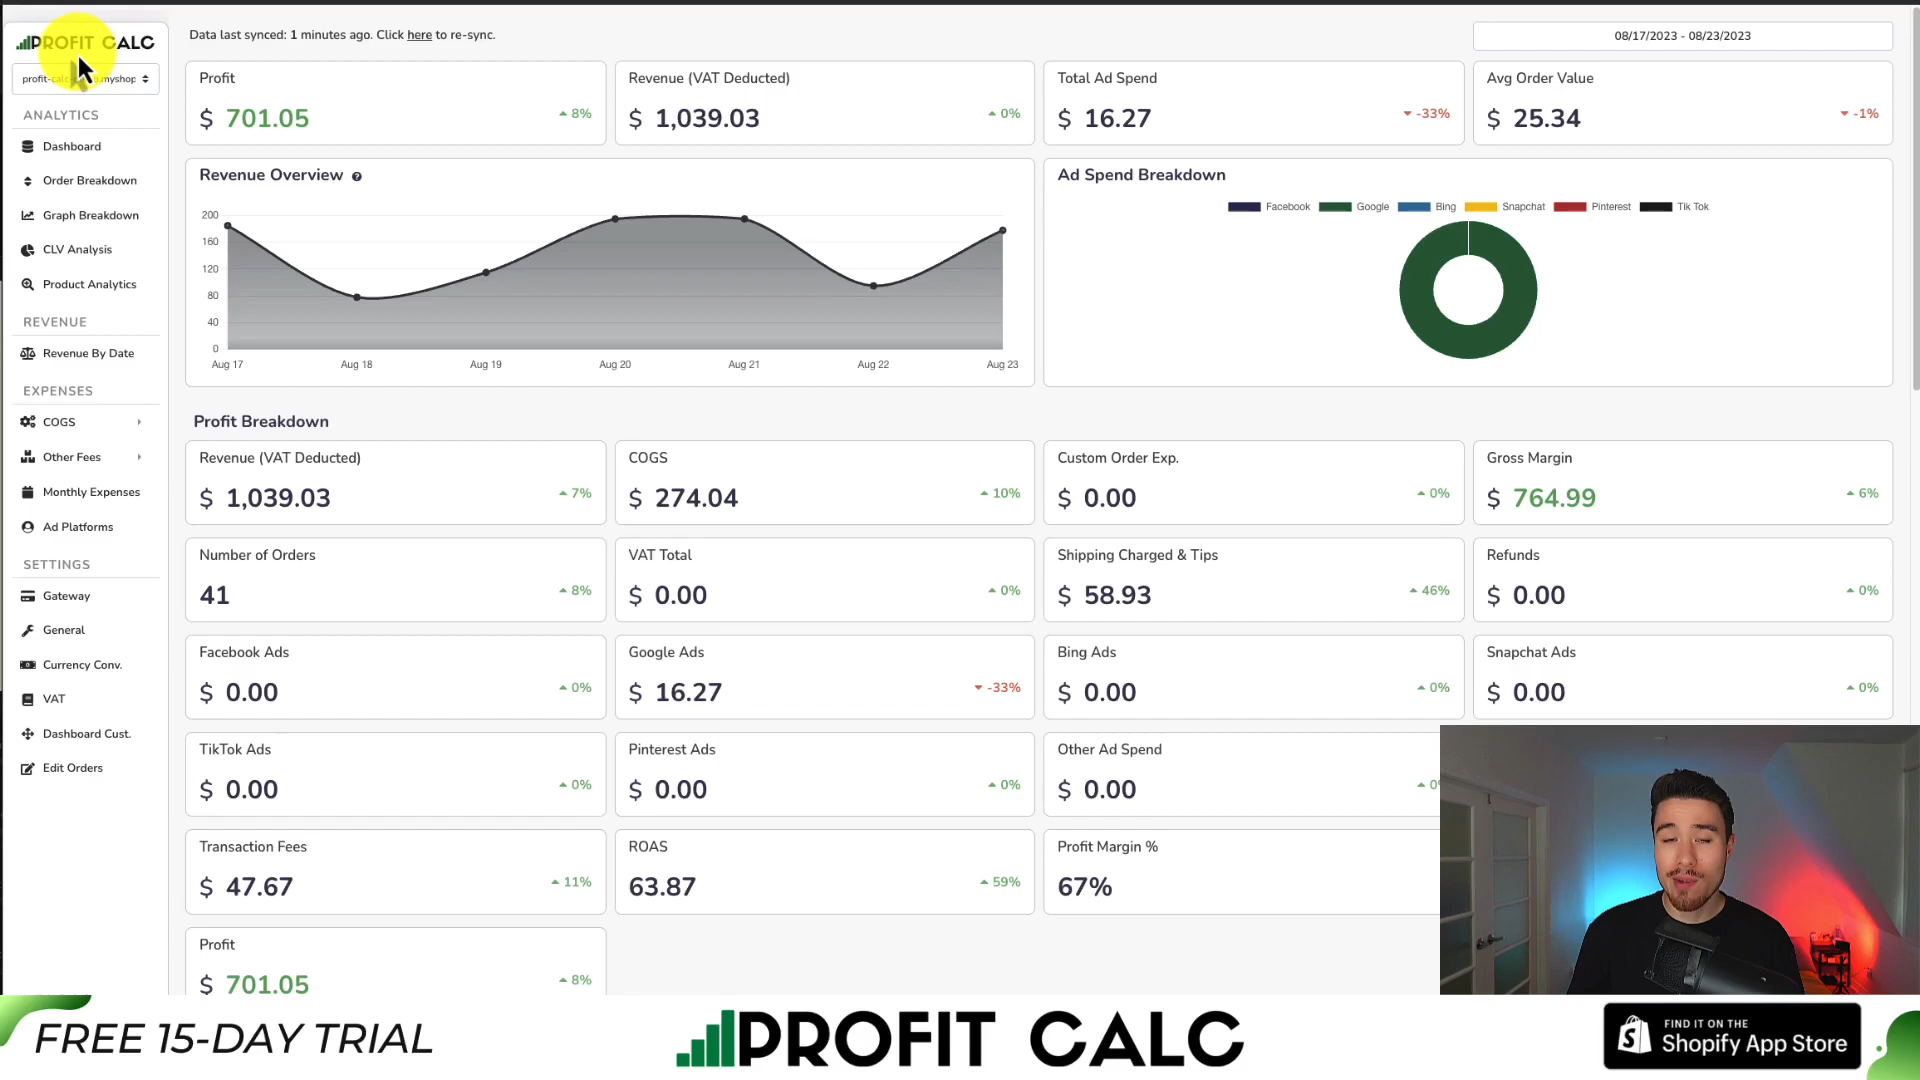 PROFIT CALC
Data last synced: 1 minutes ago. Click here to re-sync.
08/17/2023 - 08/23/2023
ANALYTICS
Dashboard
Order Breakdown
Graph Breakdown
CLV Analysis
Product Analytics
REVENUE
Revenue By Date
EXPENSES
COGS
Other Fees
Monthly Expenses
Ad Platforms
SETTINGS
Gateway
General
Currency Conv.
VAT
Dashboard Cust.
Edit Orders
Profit
$ 701.05 8%
Revenue (VAT Deducted)
$ 1,039.03 0%
Total Ad Spend
$ 16.27 -33%
Avg Order Value
$ 25.34 -1%
Revenue Overview
200
160
120
80
40
0
Aug 17 Aug 18 Aug 19 Aug 20 Aug 21 Aug 22 Aug 23
Ad Spend Breakdown
Facebook Google Bing Snapchat Pinterest Tik Tok
Profit Breakdown
Revenue (VAT Deducted)
$ 1,039.03 7%
COGS
$ 274.04 10%
Custom Order Exp.
$ 0.00 0%
Gross Margin
$ 764.99 6%
Number of Orders
41 8%
VAT Total
$ 0.00 0%
Shipping Charged & Tips
$ 58.93 46%
Refunds
$ 0.00 0%
Facebook Ads
$ 0.00 0%
Google Ads
$ 16.27 -33%
Bing Ads
$ 0.00 0%
Snapchat Ads
$ 0.00 0%
TikTok Ads
$ 0.00 0%
Pinterest Ads
$ 0.00 0%
Other Ad Spend
$ 0.00
Transaction Fees
$ 47.67 11%
ROAS
63.87 59%
Profit Margin %
67%
Profit
$ 701.05 8%
FREE 15-DAY TRIAL
PROFIT CALC
FIND IT ON THE
Shopify App Store